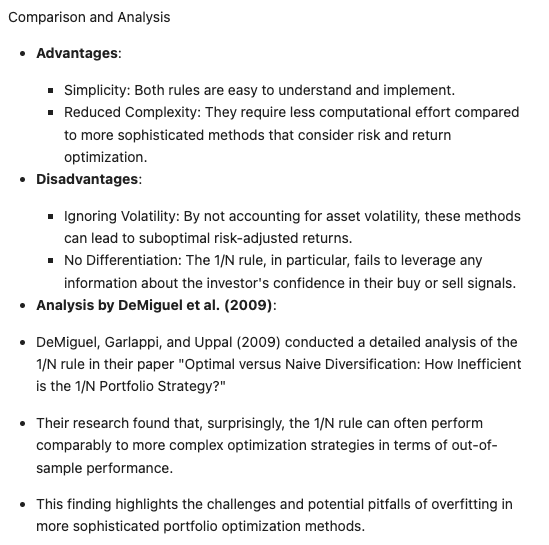 Comparison and Analysis
• Advantages:
▪ Simplicity: Both rules are easy to understand and implement.
▪ Reduced Complexity: They require less computational effort compared
to more sophisticated methods that consider risk and return
optimization.
• Disadvantages:
▪ Ignoring Volatility: By not accounting for asset volatility, these methods
can lead to suboptimal risk-adjusted returns.
▪ No Differentiation: The 1/N rule, in particular, fails to leverage any
information about the investor's confidence in their buy or sell signals.
• Analysis by DeMiguel et al. (2009):
• DeMiguel, Garlappi, and Uppal (2009) conducted a detailed analysis of the
1/N rule in their paper "Optimal versus Naive Diversification: How Inefficient
is the 1/N Portfolio Strategy?"
• Their research found that, surprisingly, the 1/N rule can often perform
comparably to more complex optimization strategies in terms of out-of-
sample performance.
• This finding highlights the challenges and potential pitfalls of overfitting in
more sophisticated portfolio optimization methods.